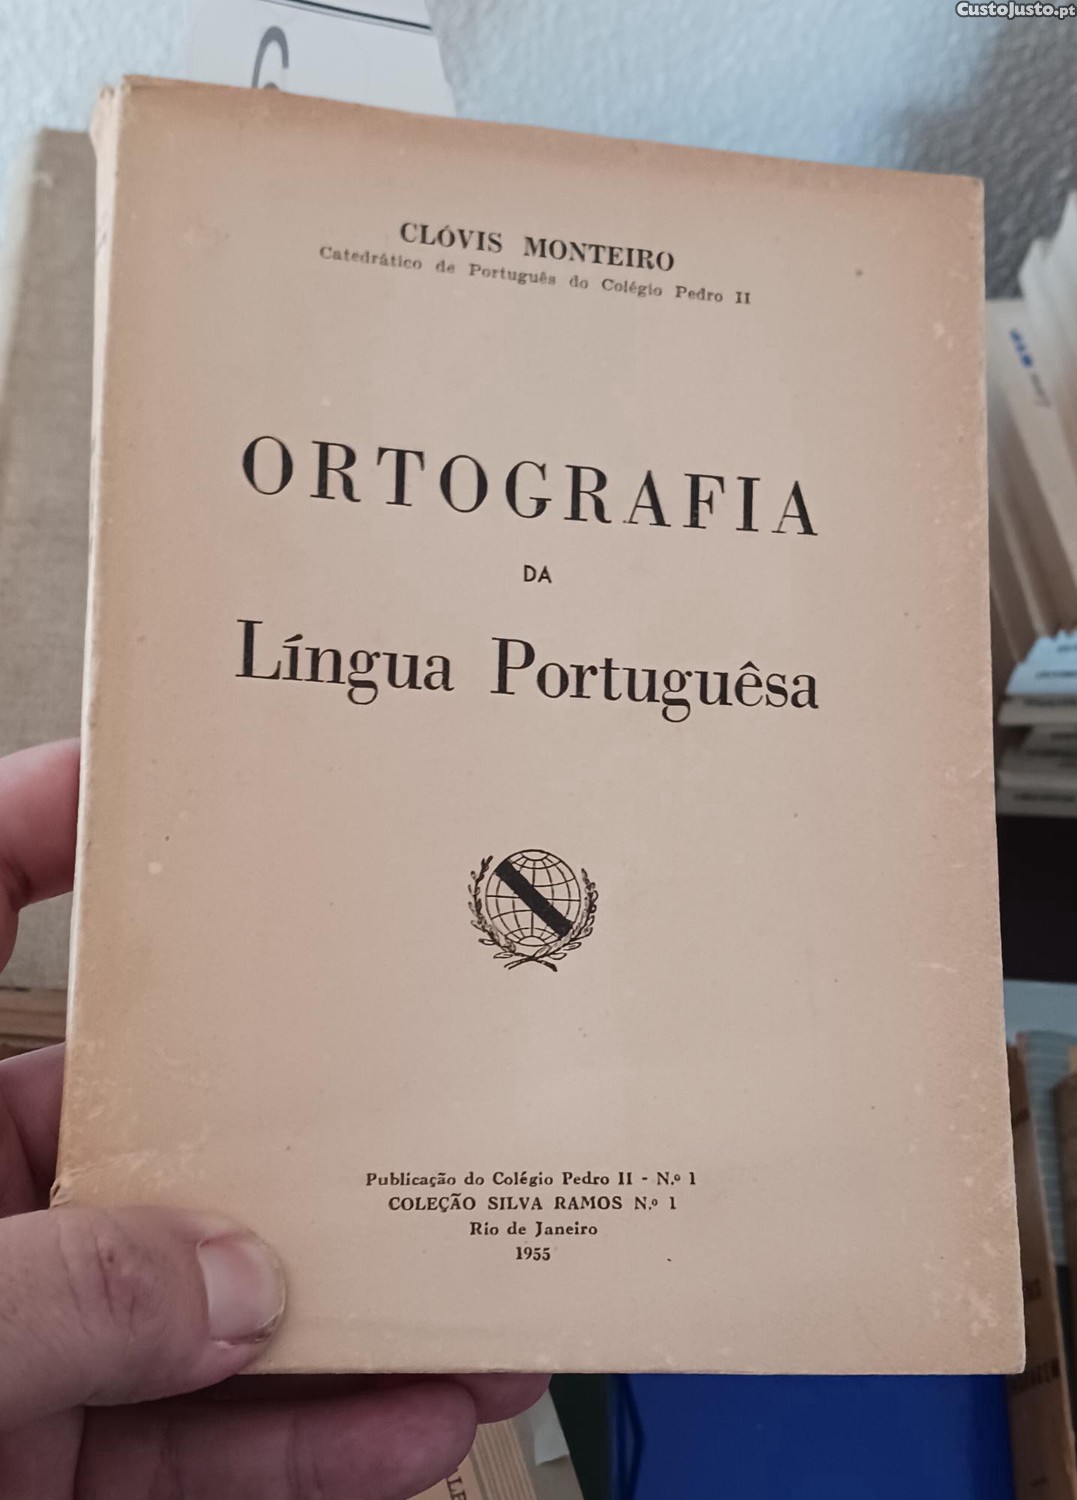 CustoJusto.pt
CLÓVIS MONTEIRO
Catedrático de Português do Colégio Pedro II
ORTOGRAFIA
DA
Língua Portuguêsa
Publicação do Colégio Pedro II - N.º 1
COLEÇÃO SILVA RAMOS N.º 1
Rio de Janeiro
1955